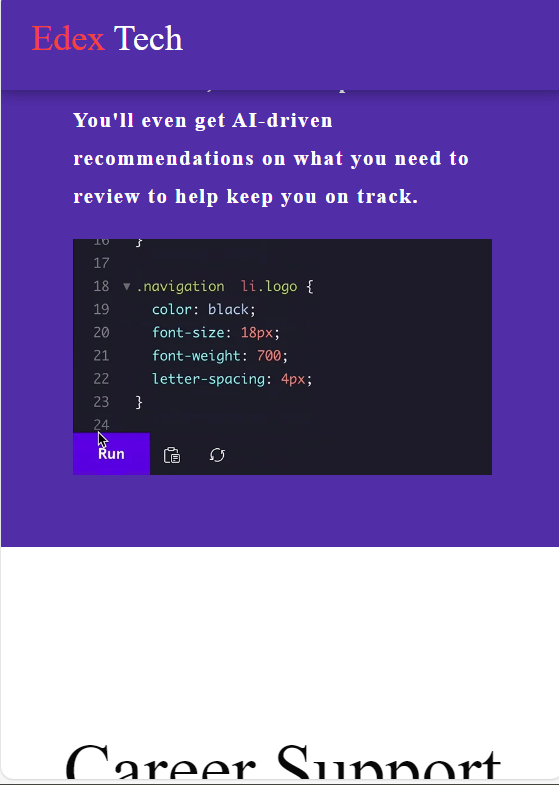 Edex Tech
You'll even get AI-driven
recommendations on what you need to
review to help keep you on track.
16 }
17
18 ▼ .navigation  li.logo {
19 color: black;
20 font-size: 18px;
21 font-weight: 700;
22 letter-spacing: 4px;
23 }
24
Run
Career Support